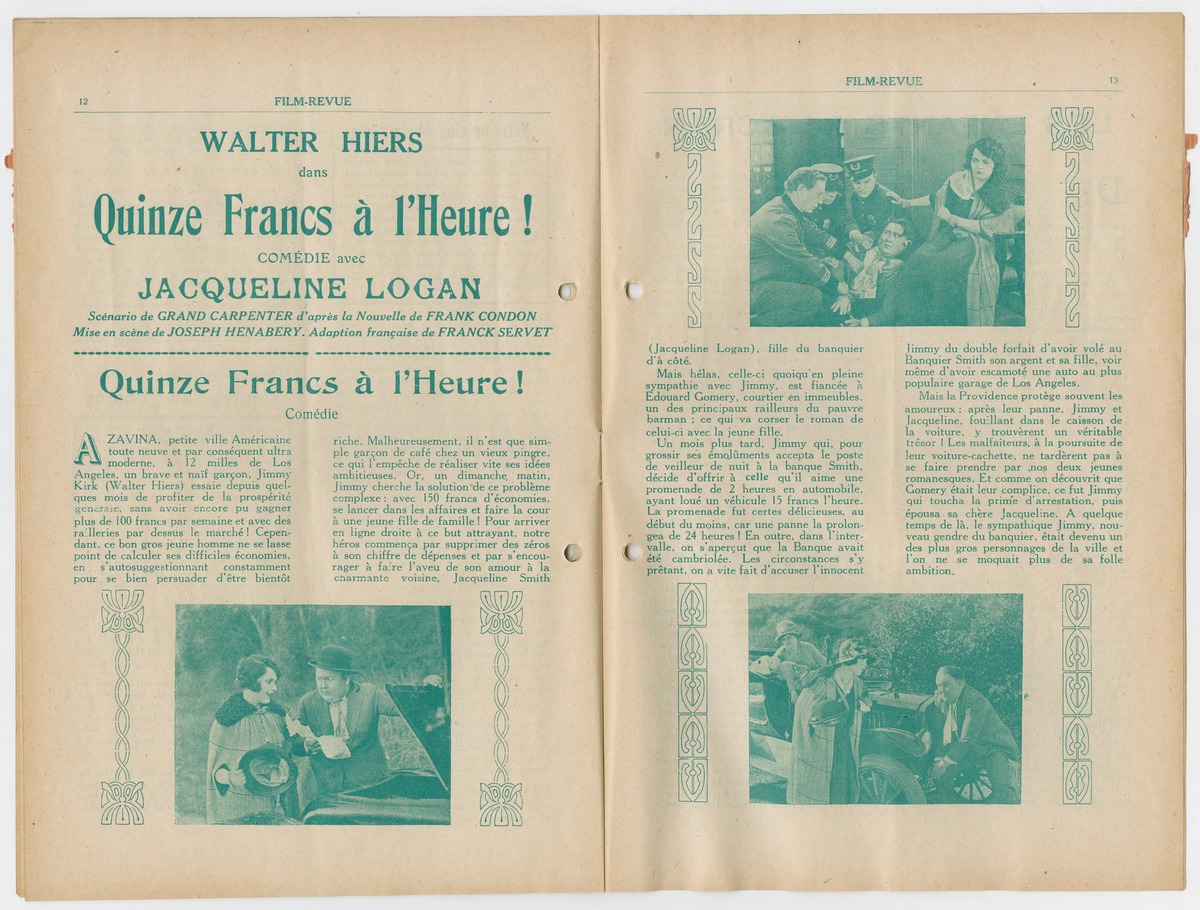 12
FILM-REVUE
WALTER HIERS
dans
Quinze Francs à l'Heure !
COMÉDIE avec
JACQUELINE LOGAN
Scénario de GRAND CARPENTER d'après la Nouvelle de FRANK CONDON
Mise en scène de JOSEPH HENABERY. Adaption française de FRANCK SERVET
Quinze Francs à l'Heure !
Comédie
A ZAVINA, petite ville Américaine
toute neuve et par conséquent ultra
moderne, à 12 milles de Los
Angeles, un brave et naïf garçon, Jimmy
Kirk (Walter Hiers) essaie depuis quel-
ques mois de profiter de la prospérité
générale, sans avoir encore pu gagner
plus de 100 francs par semaine et avec des
railleries par dessus le marché ! Cepen-
dant, ce bon gros jeune homme ne se lasse
point de calculer ses difficiles économies,
en s'autosuggestionnant constamment
pour se bien persuader d'être bientôt
riche. Malheureusement, il n'est que sim-
ple garçon de café chez un vieux pingre,
ce qui l'empêche de réaliser vite ses idées
ambitieuses. Or, un dimanche matin,
Jimmy cherche la solution de ce problème
complexe : avec 150 francs d'économies,
se lancer dans les affaires et faire la cour
à une jeune fille de famille ! Pour arriver
en ligne droite à ce but attrayant, notre
héros commença par supprimer des zéros
à son chiffre de dépenses et par s'encou-
rager à faire l'aveu de son amour à la
charmante voisine, Jacqueline Smith
FILM-REVUE
13
(Jacqueline Logan), fille du banquier
d'à côté.
Mais hélas, celle-ci quoiqu'en pleine
sympathie avec Jimmy, est fiancée à
Edouard Gomery, courtier en immeubles,
un des principaux railleurs du pauvre
barman ; ce qui va corser le roman de
celui-ci avec la jeune fille.
Un mois plus tard, Jimmy qui, pour
grossir ses émolûments accepta le poste
de veilleur de nuit à la banque Smith,
décide d'offrir à celle qu'il aime une
promenade de 2 heures en automobile,
ayant loué un véhicule 15 francs l'heure.
La promenade fut certes délicieuses, au
début du moins, car une panne la prolon-
gea de 24 heures ! En outre, dans l'inter-
valle, on s'aperçut que la Banque avait
été cambriolée. Les circonstances s'y
prêtant, on a vite fait d'accuser l'innocent
Jimmy du double forfait d'avoir volé au
Banquier Smith son argent et sa fille, voir
même d'avoir escamoté une auto au plus
populaire garage de Los Angeles.
Mais la Providence protège souvent les
amoureux : après leur panne, Jimmy et
Jacqueline, fouillant dans le caisson de
la voiture, y trouvèrent un véritable
trésor ! Les malfaiteurs, à la poursuite de
leur voiture-cachette, ne tardèrent pas à
se faire prendre par nos deux jeunes
romanesques. Et comme on découvrit que
Gomery était leur complice, ce fut Jimmy
qui toucha la prime d'arrestation, puis
épousa sa chère Jacqueline. A quelque
temps de là, le sympathique Jimmy, nou-
veau gendre du banquier, était devenu un
des plus gros personnages de la ville et
l'on ne se moquait plus de sa folle
ambition.